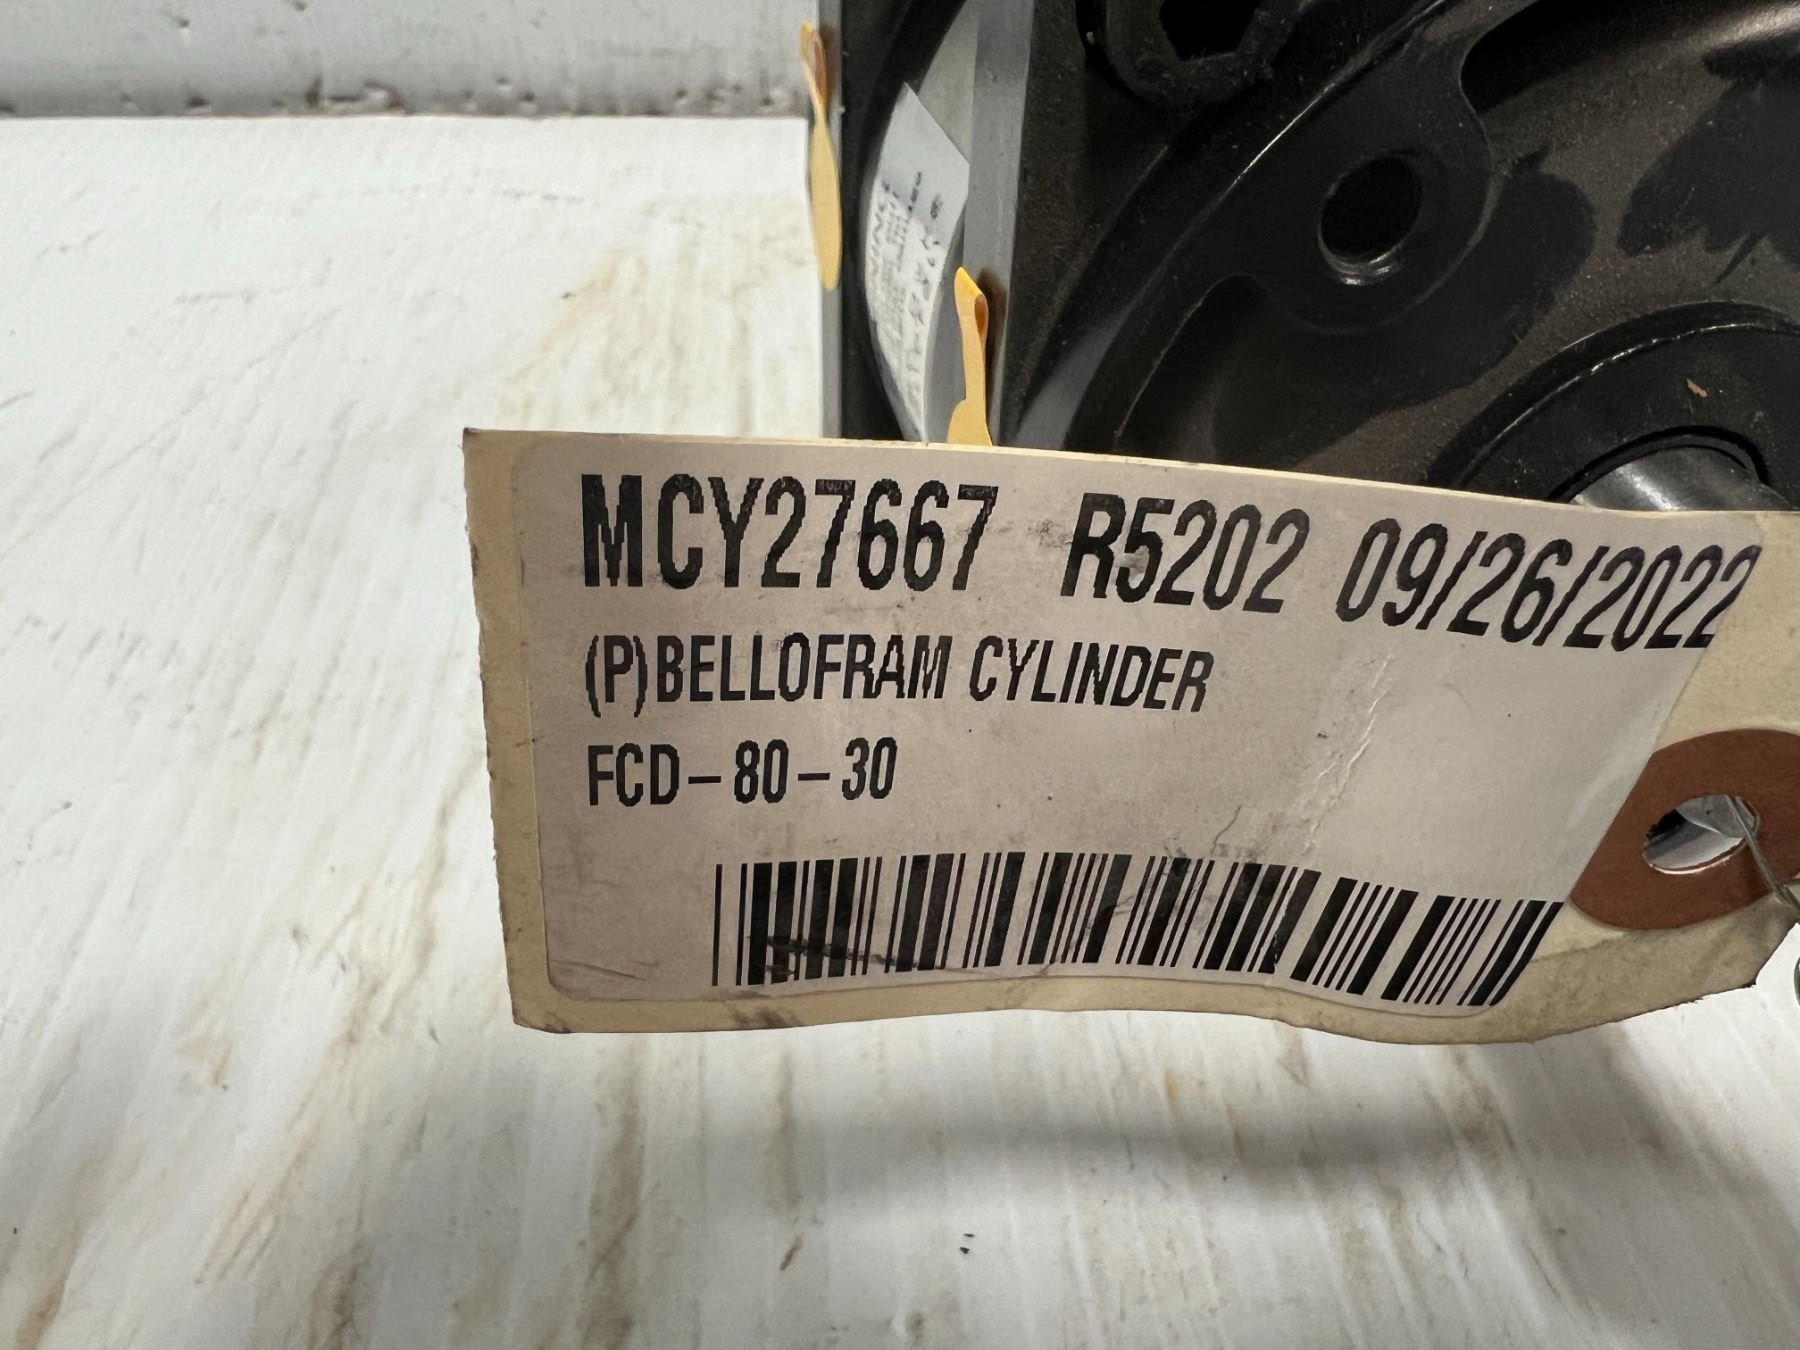 MCY27667 R5202 09/26/2022
(P)BELLOFRAM CYLINDER
FCD-80-30